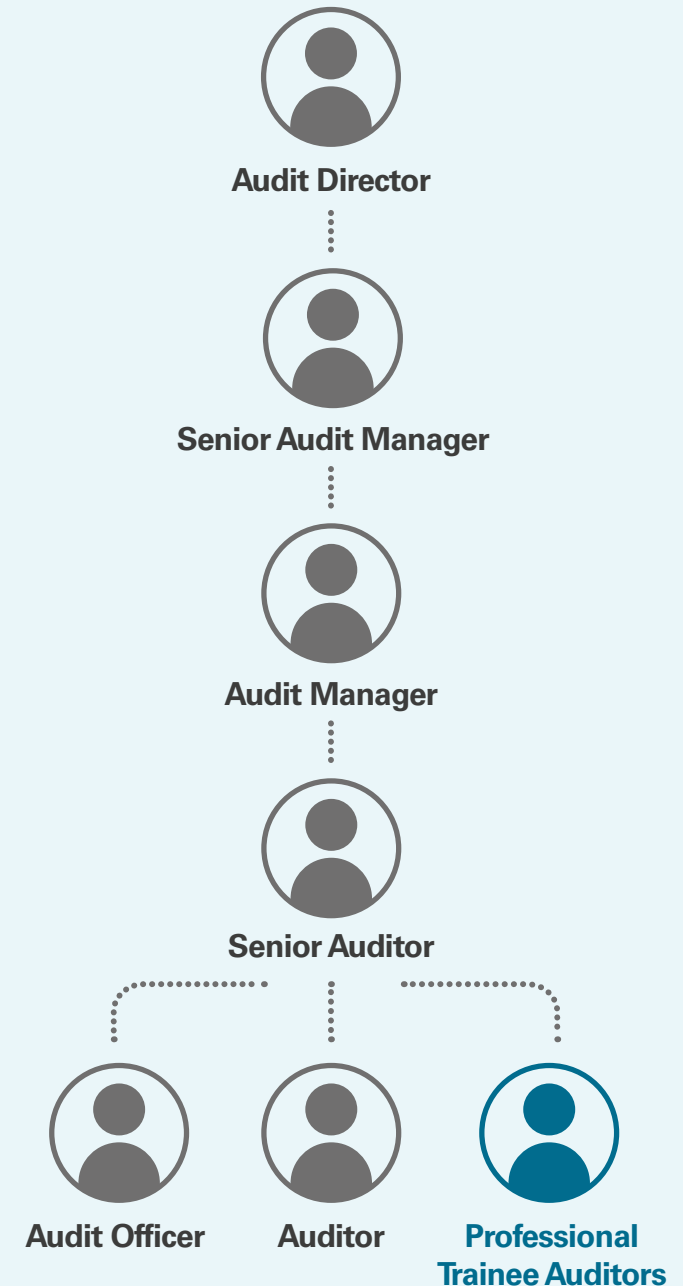 Audit Director
Senior Audit Manager
Audit Manager
Senior Auditor
Audit Officer
Auditor
Professional
Trainee Auditors